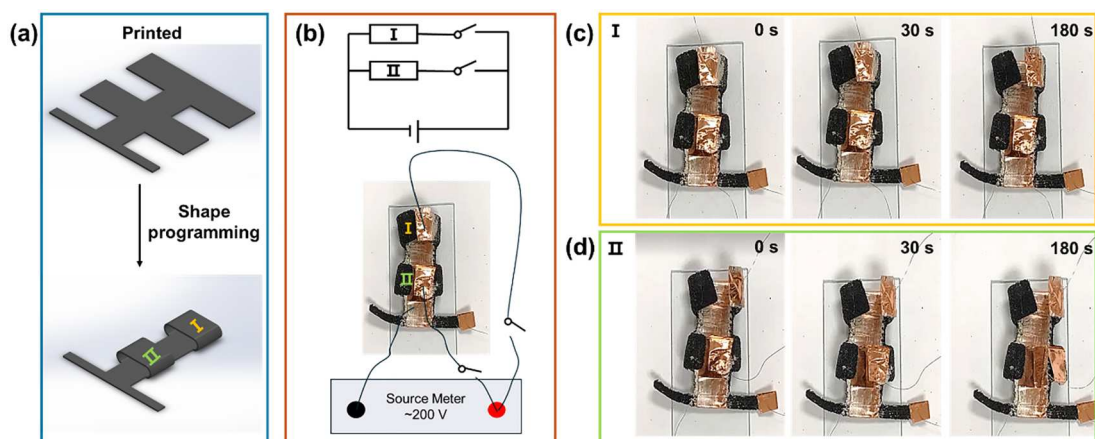 (a)
Printed
Shape
programming
I
II
(b)
I
II
I
II
Source Meter
~200 V
(c)
I
0 s
30 s
180 s
(d)
II
0 s
30 s
180 s